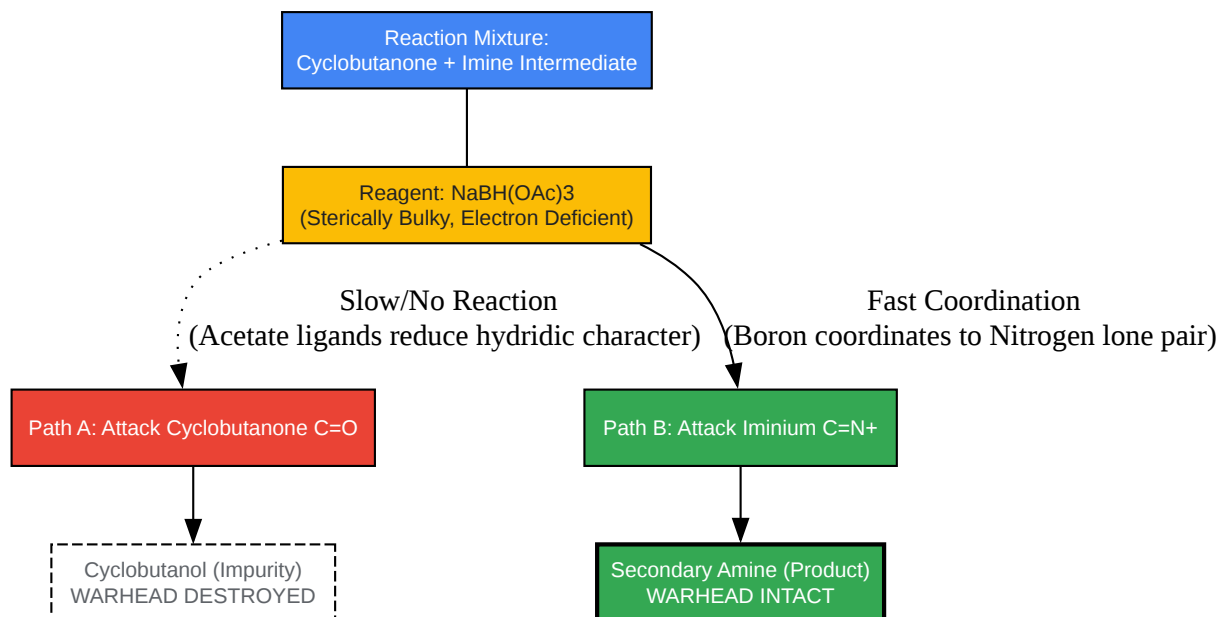 Reaction Mixture:
Cyclobutanone + Imine Intermediate
Reagent: NaBH(OAc)3
(Sterically Bulky, Electron Deficient)
Slow/No Reaction
(Acetate ligands reduce hydridic character)
Fast Coordination
(Boron coordinates to Nitrogen lone pair)
Path A: Attack Cyclobutanone C=O
Path B: Attack Iminium C=N+
Cyclobutanol (Impurity)
WARHEAD DESTROYED
Secondary Amine (Product)
WARHEAD INTACT